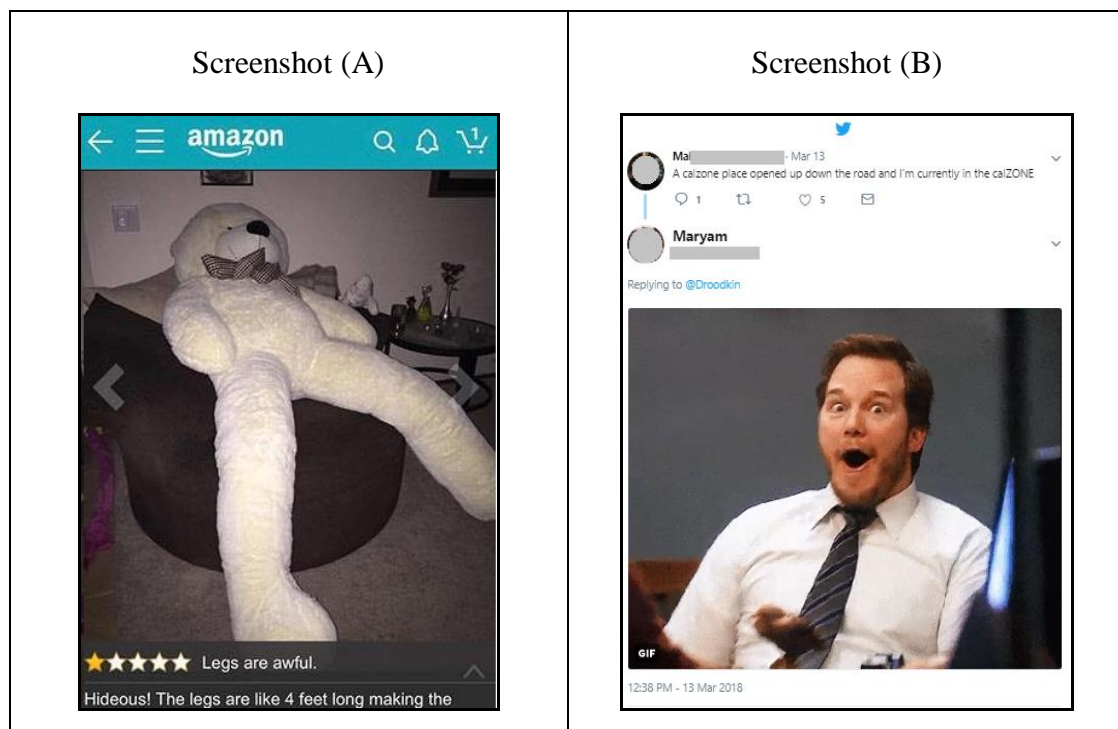 Screenshot (A)
amazon
1
Legs are awful.
Hideous! The legs are like 4 feet long making the
Screenshot (B)
Mal - Mar 13
A calzone place opened up down the road and I'm currently in the calZONE
1 5
Maryam
Replying to @Droodkin
GIF
12:38 PM - 13 Mar 2018